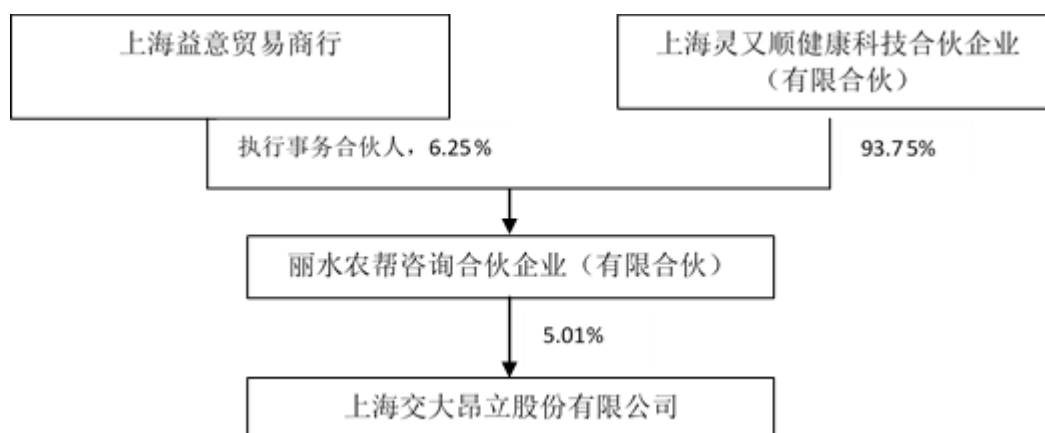 上海益意贸易商行
上海灵又顺健康科技合伙企业
（有限合伙）
执行事务合伙人，6.25%
93.75%
丽水农帮咨询合伙企业（有限合伙）
5.01%
上海交大昂立股份有限公司